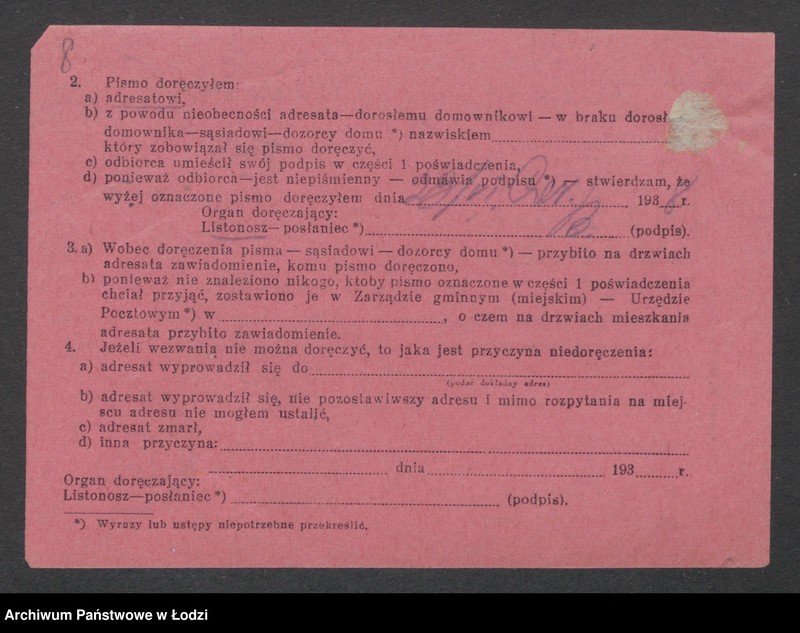 8
2. Pismo doręczyłem:
a) adresatowi,
b) z powodu nieobecności adresata—dorosłemu domownikowi — w braku dorosł
domownika—sąsiadowi—dozorcy domu *) nazwiskiem
który zobowiązał się pismo doręczyć,
c) odbiorca umieścił swój podpis w części 1 poświadczenia,
d) ponieważ odbiorca—jest niepiśmienny — odmawia podpisu *) — stwierdzam, że
wyżej oznaczone pismo doręczyłem dnia 193 8 r.
Organ doręczający:
Listonosz—posłaniec *) (podpis).
3. a) Wobec doręczenia pisma — sąsiadowi — dozorcy domu *) — przybito na drzwiach
adresata zawiadomienie, komu pismo doręczono,
b) ponieważ nie znaleziono nikogo, ktoby pismo oznaczone w części 1 poświadczenia
chciał przyjąć, zostawiono je w Zarządzie gminnym (miejskim) — Urzędzie
Pocztowym *) w , o czem na drzwiach mieszkania
adresata przybito zawiadomienie.
4. Jeżeli wezwania nie można doręczyć, to jaka jest przyczyna niedoręczenia:
a) adresat wyprowadził się do
(podać dokładny adres)
b) adresat wyprowadził się, nie pozostawiwszy adresu i mimo rozpytania na miej-
scu adresu nie mogłem ustalić,
c) adresat zmarł,
d) inna przyczyna:
dnia 193 r.
Organ doręczający:
Listonosz—posłaniec *) (podpis).
*) Wyrazy lub ustępy niepotrzebne przekreślić.
Archiwum Państwowe w Łodzi